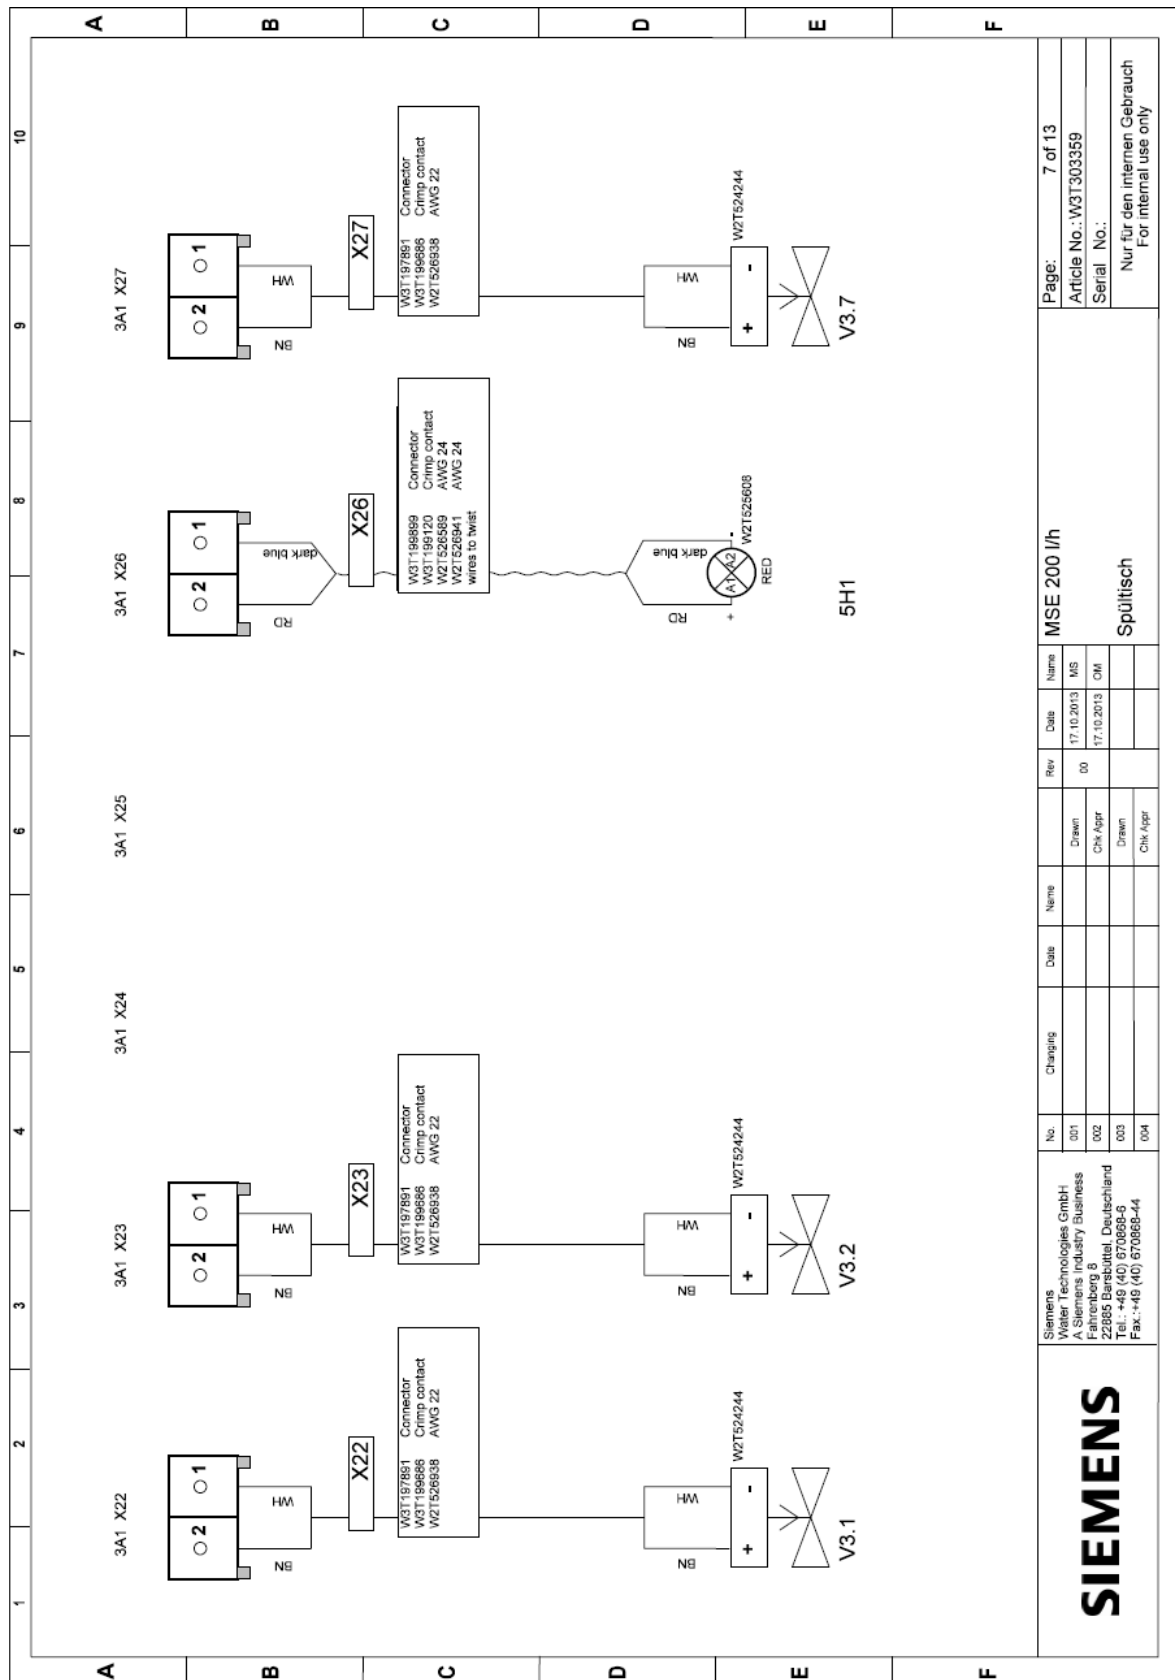 1 2 3 4 5 6 7 8 9 10
A
B
C
D
E
F
A
B
C
D
E
F
3A1 X22
2 1
BN WH
X22
W3T197891 Connector
W3T199686 Crimp contact
W2T526938 AWG 22
BN WH
+ -
W2T524244
V3.1
3A1 X23
2 1
BN WH
X23
W3T197891 Connector
W3T199686 Crimp contact
W2T526938 AWG 22
BN WH
+ -
W2T524244
V3.2
3A1 X24
3A1 X25
3A1 X26
2 1
RD dark blue
X26
W3T199899 Connector
W3T199120 Crimp contact
W2T526589 AWG 24
W2T526941 AWG 24
wires to twist
RD dark blue
+ A1 A2 -
W2T525608
RED
5H1
3A1 X27
2 1
BN WH
X27
W3T197891 Connector
W3T199686 Crimp contact
W2T526938 AWG 22
BN WH
+ -
W2T524244
V3.7
SIEMENS
Siemens
Water Technologies GmbH
A Siemens Industry Business
Fahrenberg 8
22885 Barsbüttel, Deutschland
Tel.: +49 (40) 670868-6
Fax.:+49 (40) 670868-44
No. Changing Date Name Rev Date Name
001 Drawn 00 17.10.2013 MS
002 Chk Appr 17.10.2013 OM
003 Drawn
004 Chk Appr
MSE 200 l/h
Spültisch
Page: 7 of 13
Article No.: W3T303359
Serial No.:
Nur für den internen Gebrauch
For internal use only